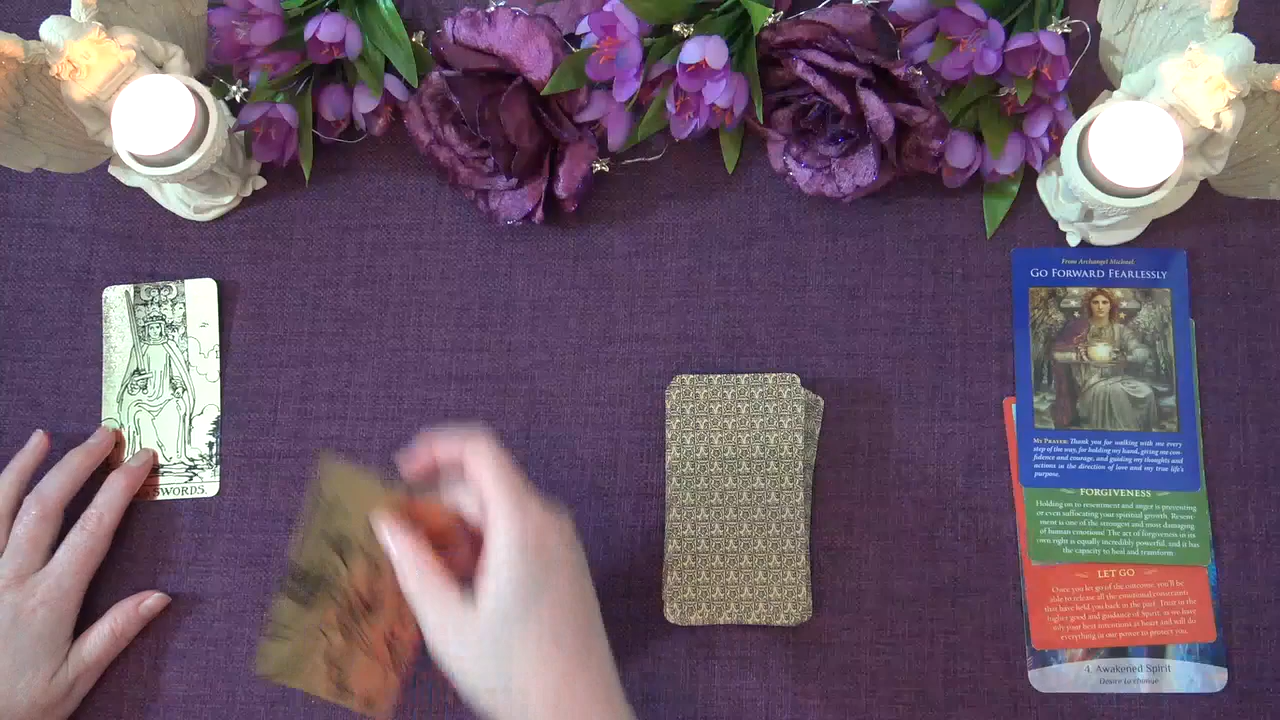 SWORDS.
From Archangel Michael:
GO FORWARD FEARLESSLY
MY PRAYER: Thank you for walking with me every
step of the way, for holding my hand, giving me con-
fidence and courage, and guiding my thoughts and
actions in the direction of love and my true life's
purpose.
FORGIVENESS
Holding on to resentment and anger is preventing
or even suffocating your spiritual growth. Resent-
ment is one of the strongest and most damaging
of human emotions! The act of forgiveness in its
own right is equally incredibly powerful, and it has
the capacity to heal and transform.
LET GO
Once you let go of the outcome, you'll be
able to release all the emotional constraints
that have held you back in the past. Trust in the
higher good and guidance of Spirit, as we have
only your best intentions at heart and will do
everything in our power to protect you.
4. Awakened Spirit
Desire to change